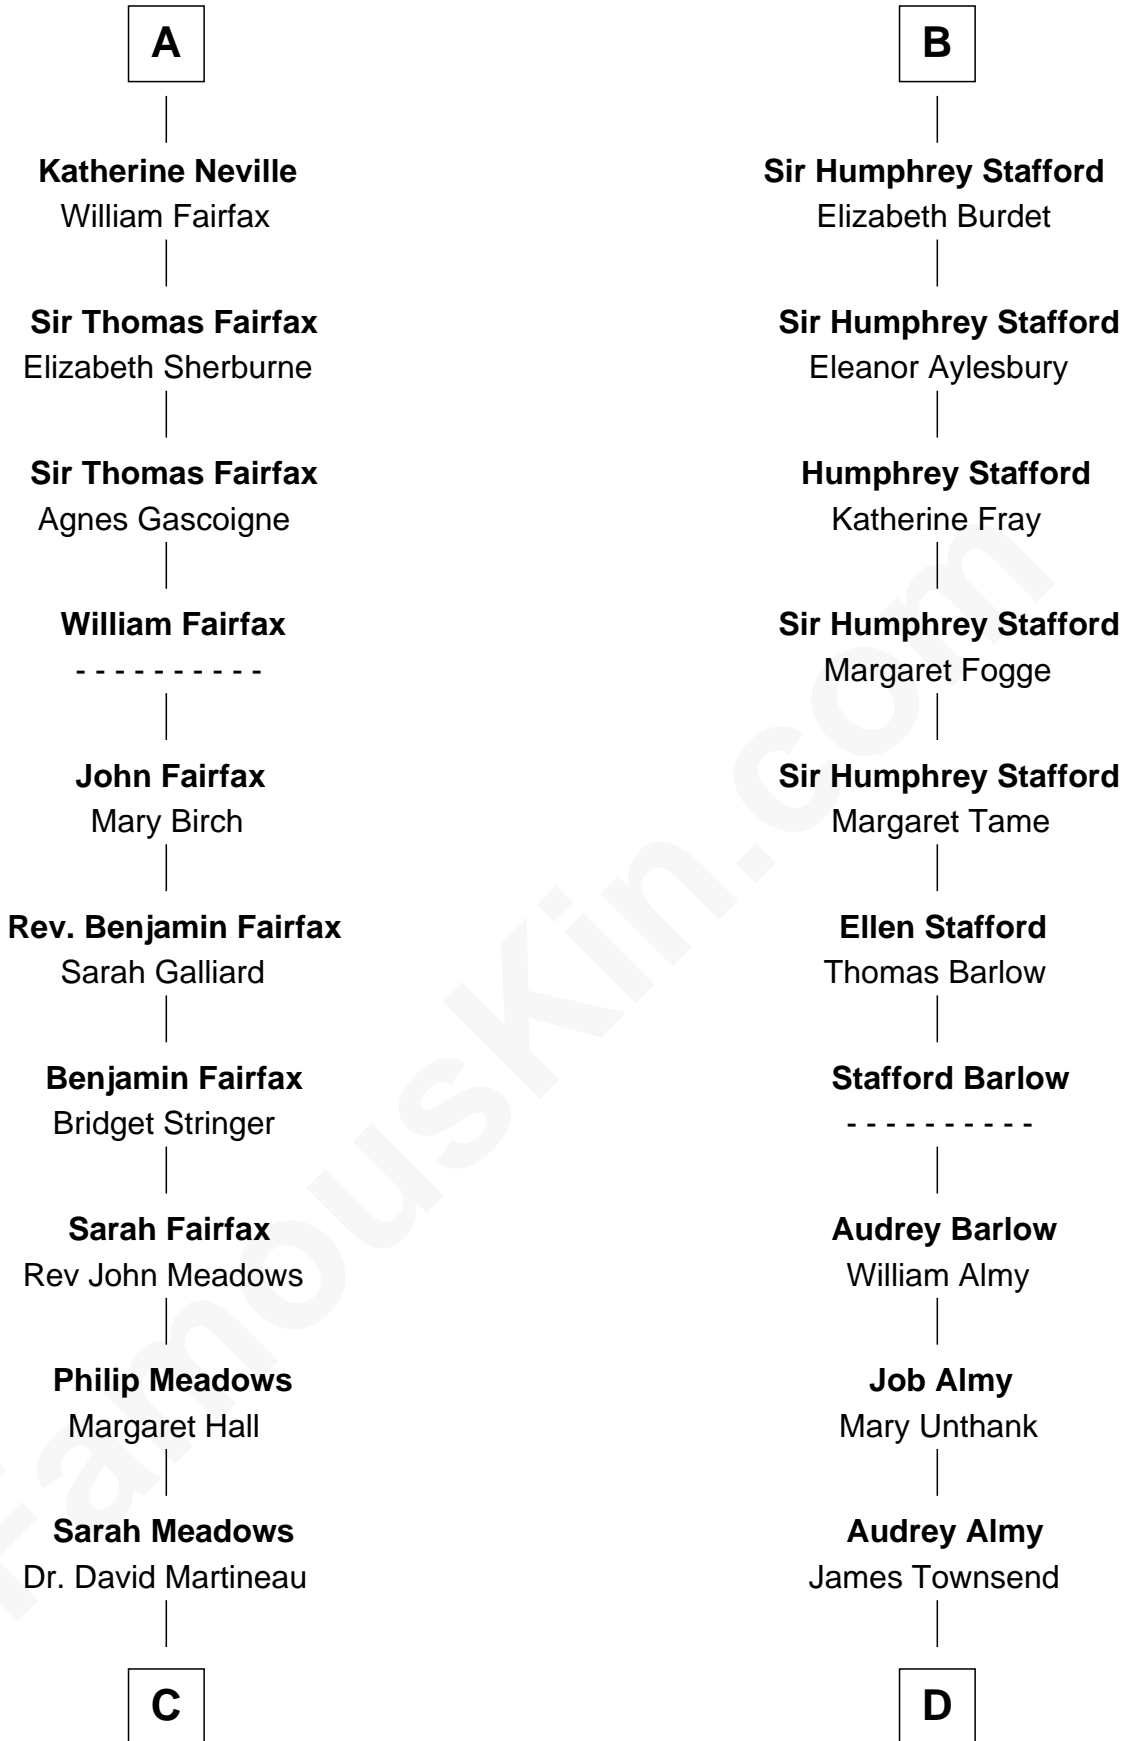 A
Katherine Neville
William Fairfax
Sir Thomas Fairfax
Elizabeth Sherburne
Sir Thomas Fairfax
Agnes Gascoigne
William Fairfax
- - - - - - - - - -
John Fairfax
Mary Birch
Rev. Benjamin Fairfax
Sarah Galliard
Benjamin Fairfax
Bridget Stringer
Sarah Fairfax
Rev John Meadows
Philip Meadows
Margaret Hall
Sarah Meadows
Dr. David Martineau
C
B
Sir Humphrey Stafford
Elizabeth Burdet
Sir Humphrey Stafford
Eleanor Aylesbury
Humphrey Stafford
Katherine Fray
Sir Humphrey Stafford
Margaret Fogge
Sir Humphrey Stafford
Margaret Tame
Ellen Stafford
Thomas Barlow
Stafford Barlow
- - - - - - - - - -
Audrey Barlow
William Almy
Job Almy
Mary Unthank
Audrey Almy
James Townsend
D
FamousKin.com